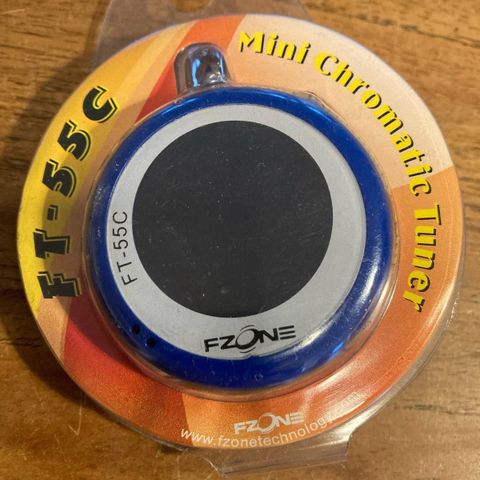 FT-55C
Mini Chromatic Tuner
FT-55C
FZONE
FZONE
www.fzonetechnology.com